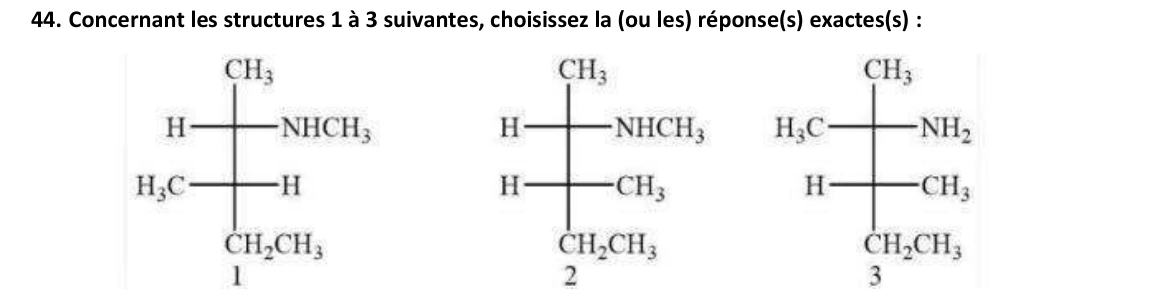 44. Concernant les structures 1 à 3 suivantes, choisissez la (ou les) réponse(s) exactes(s) :
CH₃ CH₃ CH₃
H NHCH₃ H NHCH₃ H₃C NH₂
H₃C H H CH₃ H CH₃
CH₂CH₃ CH₂CH₃ CH₂CH₃
1 2 3